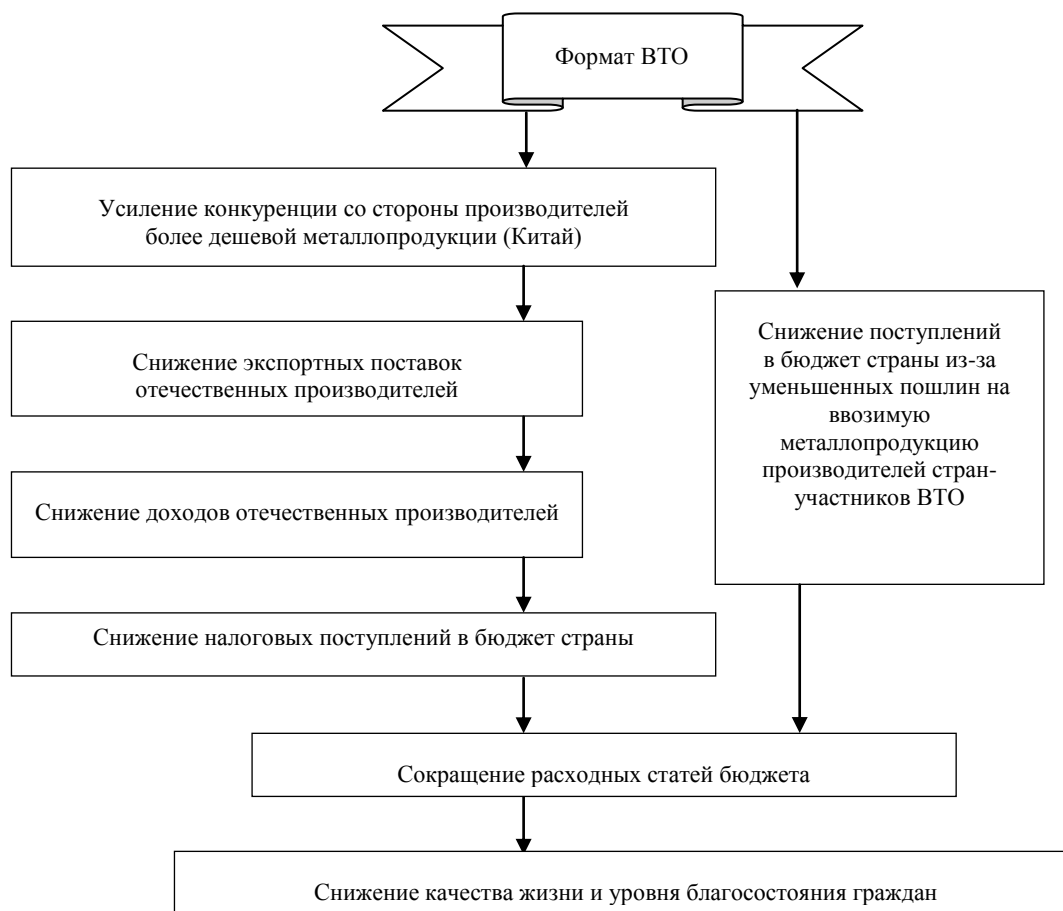 Формат ВТО
Усиление конкуренции со стороны производителей
более дешевой металлопродукции (Китай)
Снижение экспортных поставок
отечественных производителей
Снижение доходов отечественных производителей
Снижение налоговых поступлений в бюджет страны
Снижение поступлений
в бюджет страны из-за
уменьшенных пошлин на
ввозимую
металлопродукцию
производителей стран-
участников ВТО
Сокращение расходных статей бюджета
Снижение качества жизни и уровня благосостояния граждан